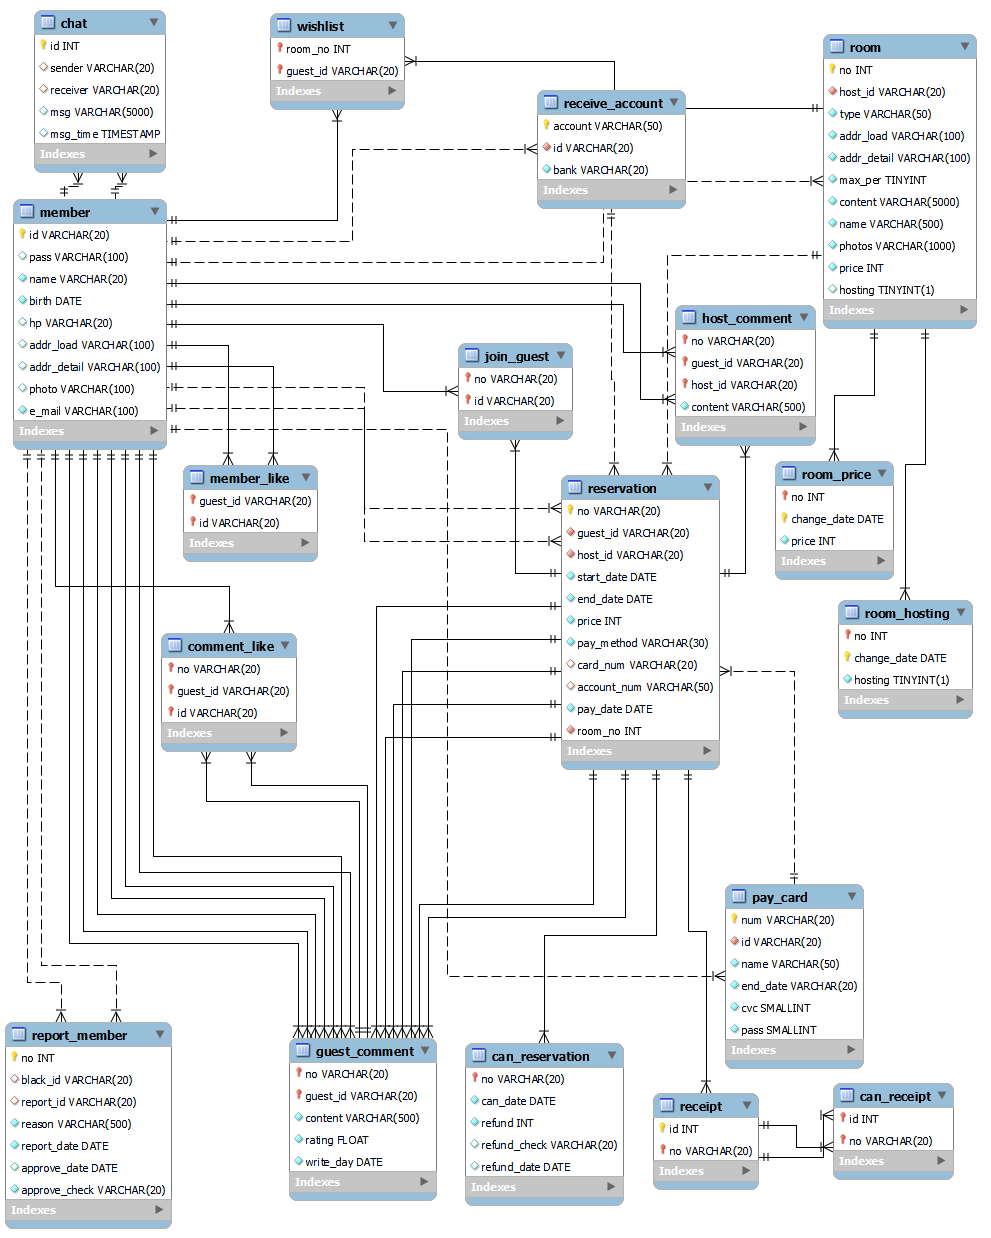 chat
id INT
sender VARCHAR(20)
receiver VARCHAR(20)
msg VARCHAR(5000)
msg_time TIMESTAMP
Indexes
wishlist
room_no INT
guest_id VARCHAR(20)
Indexes
receive_account
account VARCHAR(50)
id VARCHAR(20)
bank VARCHAR(20)
Indexes
room
no INT
host_id VARCHAR(20)
type VARCHAR(50)
addr_load VARCHAR(100)
addr_detail VARCHAR(100)
max_per TINYINT
content VARCHAR(5000)
name VARCHAR(500)
photos VARCHAR(1000)
price INT
hosting TINYINT(1)
Indexes
member
id VARCHAR(20)
pass VARCHAR(100)
name VARCHAR(20)
birth DATE
hp VARCHAR(20)
addr_load VARCHAR(100)
addr_detail VARCHAR(100)
photo VARCHAR(100)
e_mail VARCHAR(100)
Indexes
host_comment
no VARCHAR(20)
guest_id VARCHAR(20)
host_id VARCHAR(20)
content VARCHAR(500)
Indexes
join_guest
no VARCHAR(20)
id VARCHAR(20)
Indexes
member_like
guest_id VARCHAR(20)
id VARCHAR(20)
Indexes
reservation
no VARCHAR(20)
guest_id VARCHAR(20)
host_id VARCHAR(20)
start_date DATE
end_date DATE
price INT
pay_method VARCHAR(30)
card_num VARCHAR(20)
account_num VARCHAR(50)
pay_date DATE
room_no INT
Indexes
room_price
no INT
change_date DATE
price INT
Indexes
room_hosting
no INT
change_date DATE
hosting TINYINT(1)
Indexes
comment_like
no VARCHAR(20)
guest_id VARCHAR(20)
id VARCHAR(20)
Indexes
pay_card
num VARCHAR(20)
id VARCHAR(20)
name VARCHAR(50)
end_date VARCHAR(20)
cvc SMALLINT
pass SMALLINT
Indexes
report_member
no INT
black_id VARCHAR(20)
report_id VARCHAR(20)
reason VARCHAR(500)
report_date DATE
approve_date DATE
approve_check VARCHAR(20)
Indexes
guest_comment
no VARCHAR(20)
guest_id VARCHAR(20)
content VARCHAR(500)
rating FLOAT
write_day DATE
Indexes
can_reservation
no VARCHAR(20)
can_date DATE
refund INT
refund_check VARCHAR(20)
refund_date DATE
Indexes
receipt
id INT
no VARCHAR(20)
Indexes
can_receipt
id INT
no VARCHAR(20)
Indexes